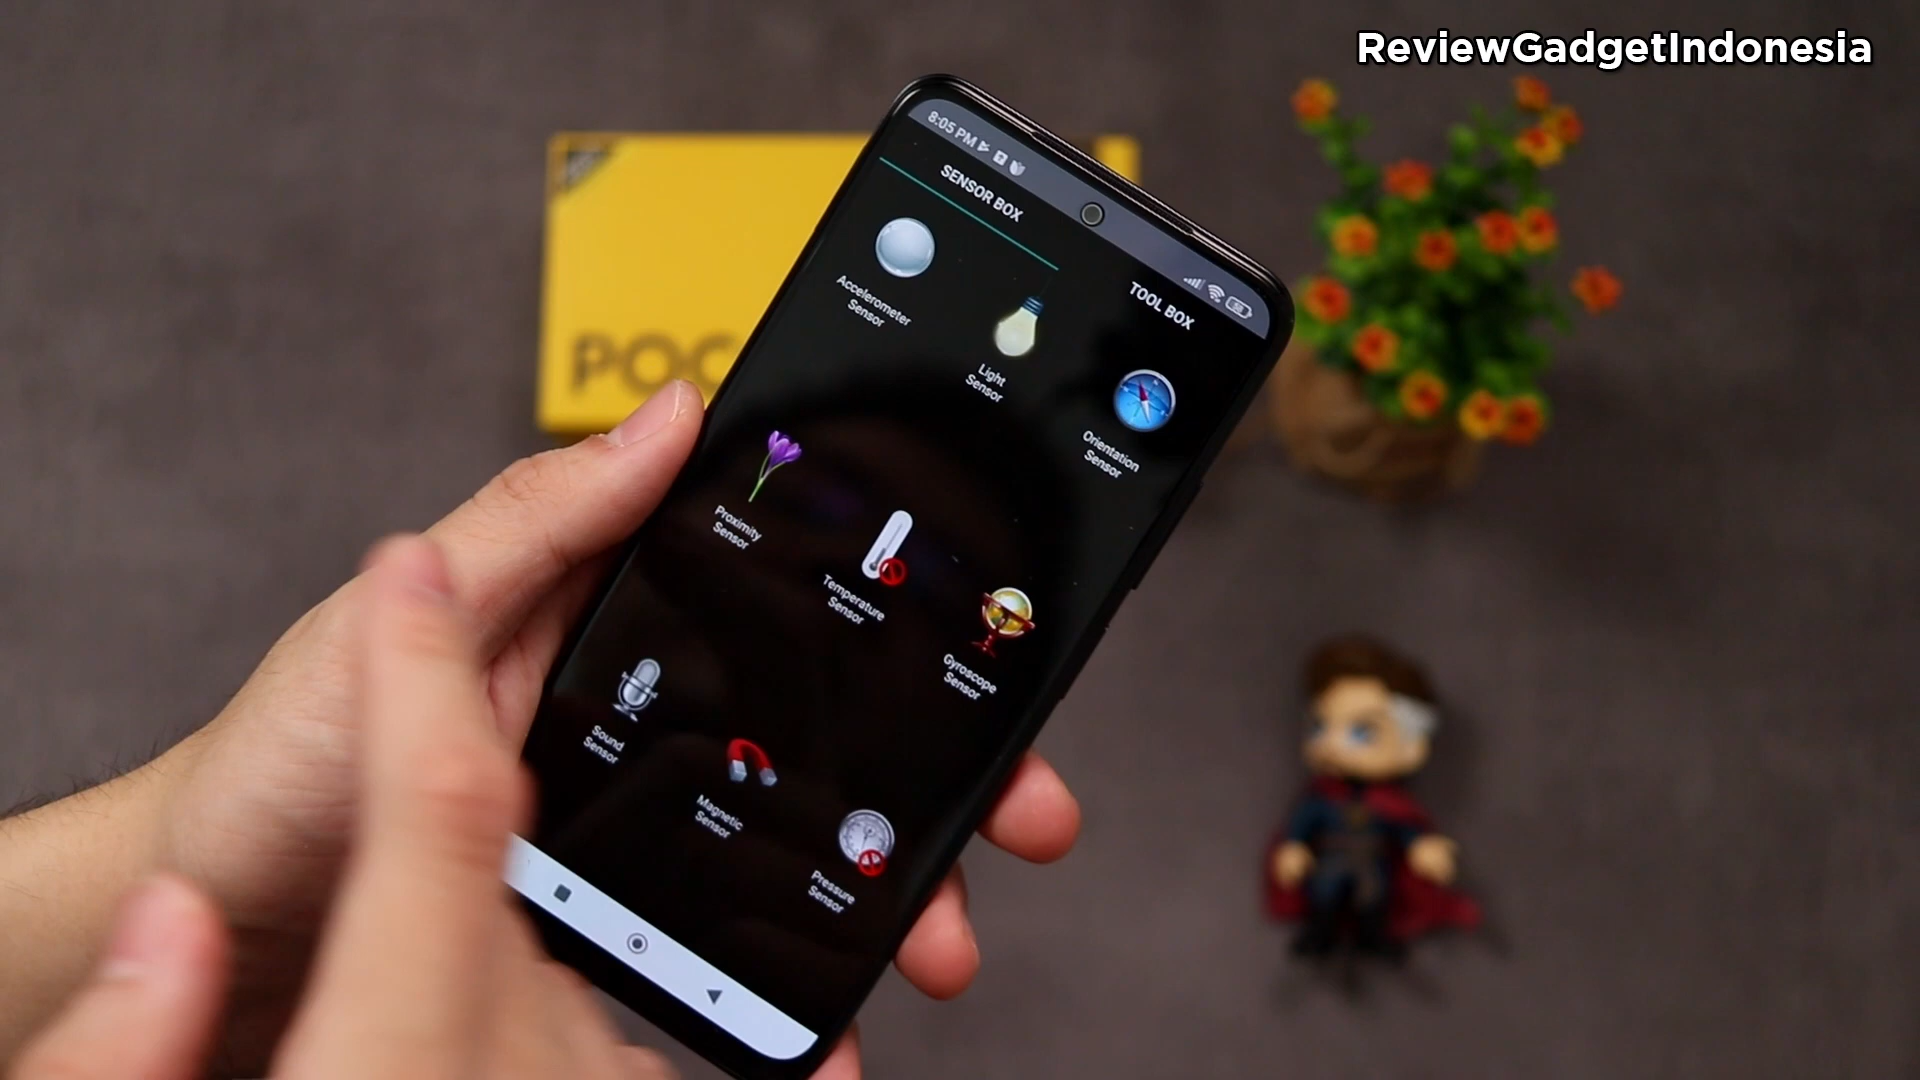 ReviewGadgetIndonesia
8:05 PM
SENSOR BOX
TOOL BOX
58
Accelerometer
Sensor
Light
Sensor
Orientation
Sensor
Proximity
Sensor
Temperature
Sensor
Gyroscope
Sensor
Sound
Sensor
Magnetic
Sensor
Pressure
Sensor
POC